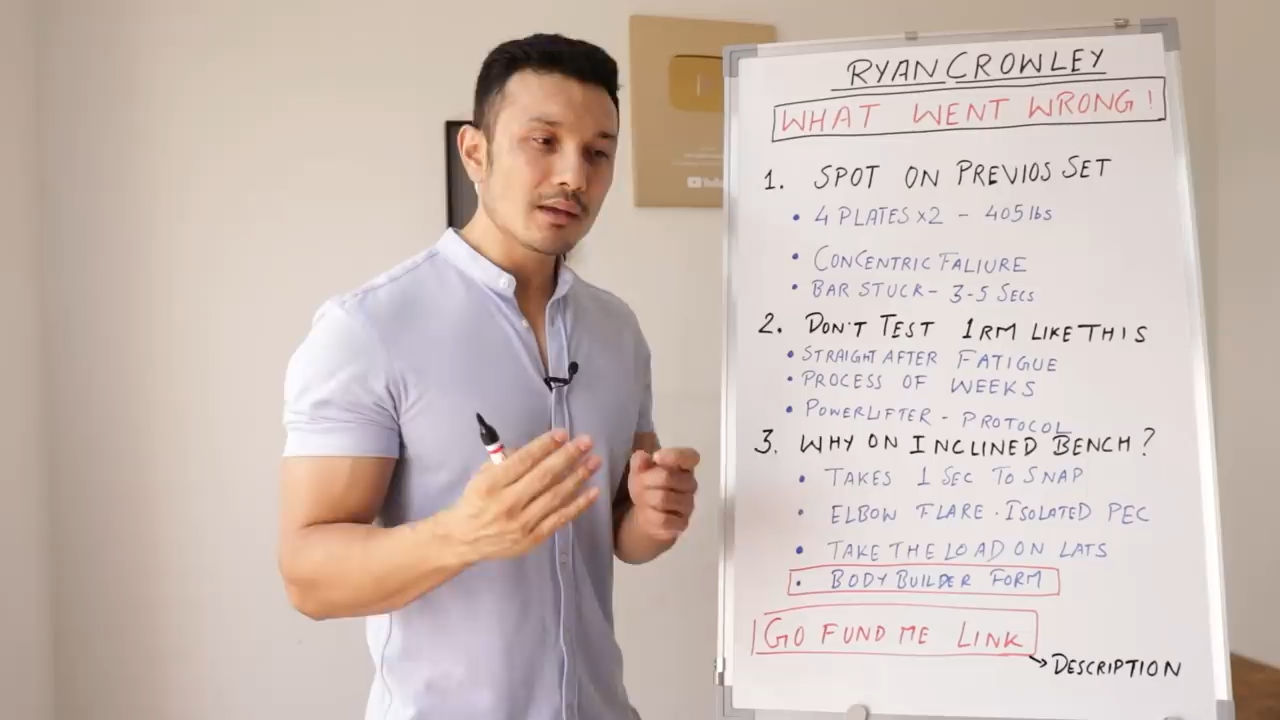 RYAN CROWLEY
WHAT WENT WRONG!
1. SPOT ON PREVIOS SET
• 4 PLATES x2 - 405 lbs
• CONCENTRIC FALIURE
• BAR STUCK - 3-5 SECS
2. DON'T TEST 1RM LIKE THIS
• STRAIGHT AFTER FATIGUE
• PROCESS OF WEEKS
• POWERLIFTER - PROTOCOL
3. WHY ON INCLINED BENCH?
• TAKES 1 SEC TO SNAP
• ELBOW FLARE. ISOLATED PEC
• TAKE THE LOAD ON LATS
• BODYBUILDER FORM
GO FUND ME LINK
DESCRIPTION